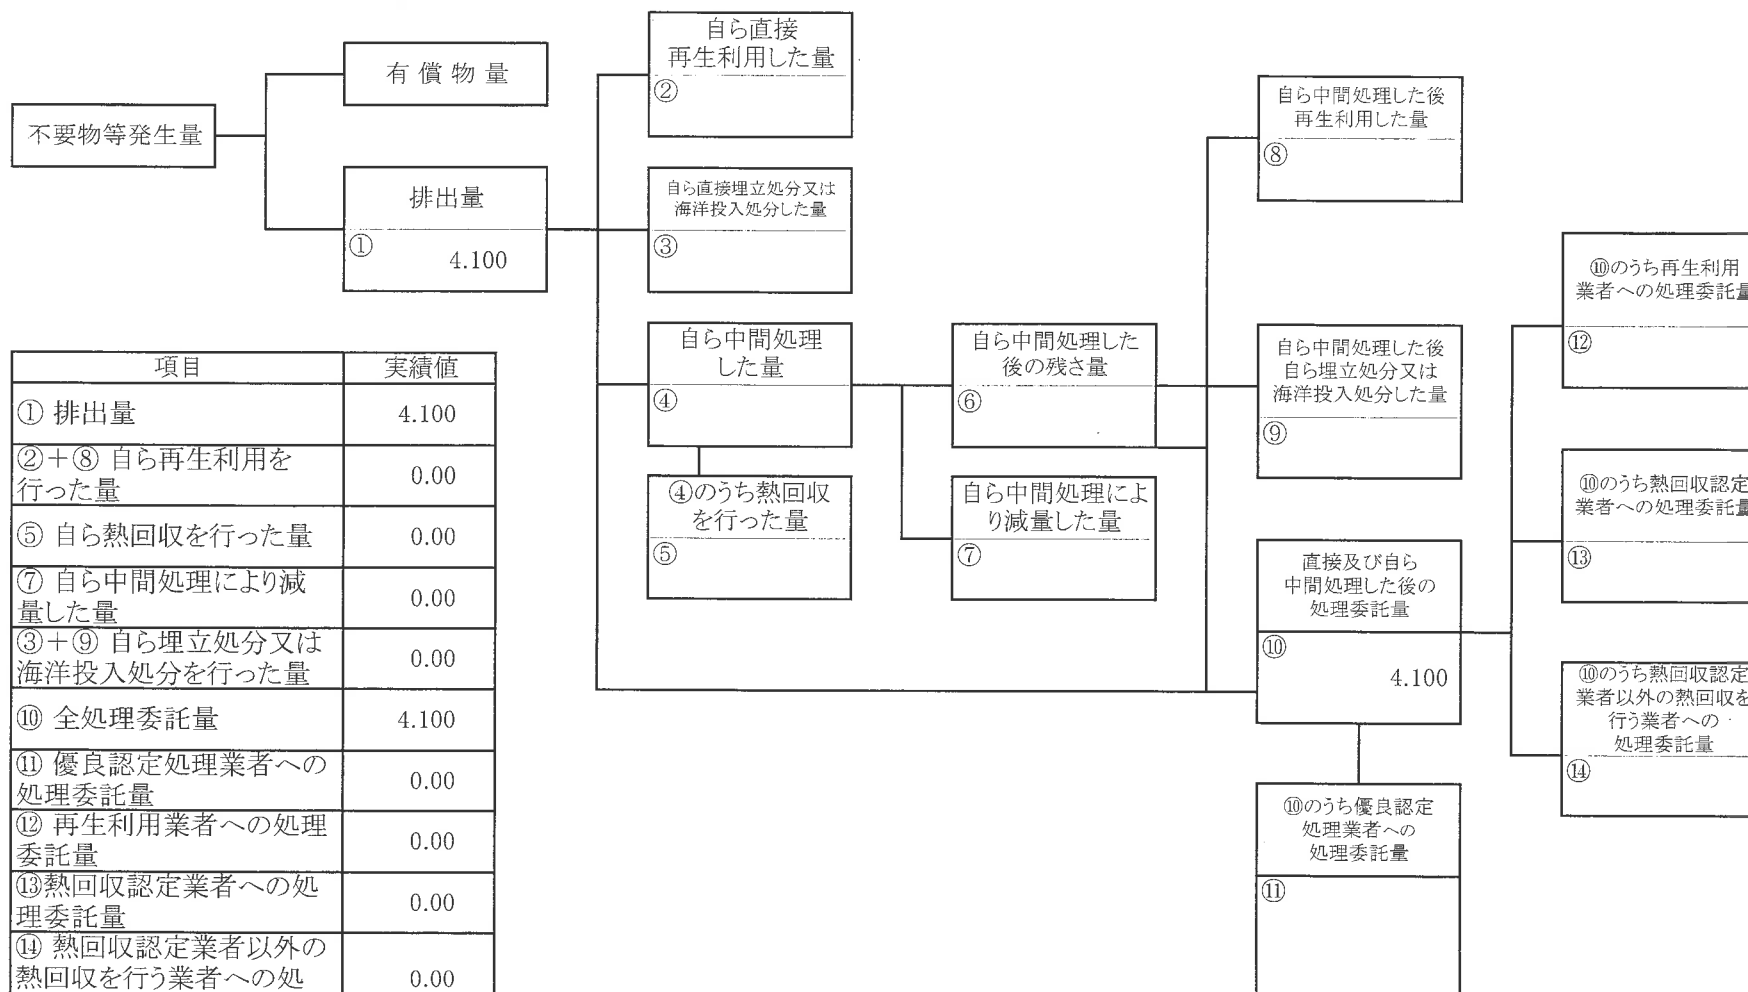 不要物等発生量
有償物量
排出量
①
4.100
自ら直接
再生利用した量
②
自ら直接埋立処分又は
海洋投入処分した量
③
自ら中間処理
した量
④
④のうち熱回収
を行った量
⑤
自ら中間処理した
後の残さ量
⑥
自ら中間処理によ
り減量した量
⑦
自ら中間処理した後
再生利用した量
⑧
自ら中間処理した後
自ら埋立処分又は
海洋投入処分した量
⑨
直接及び自ら
中間処理した後の
処理委託量
⑩
4.100
⑩のうち優良認定
処理業者への
処理委託量
⑪
⑩のうち再生利用
業者への処理委託量
⑫
⑩のうち熱回収認定
業者への処理委託量
⑬
⑩のうち熱回収認定
業者以外の熱回収を
行う業者への
処理委託量
⑭
項目 実績値
① 排出量 4.100
②+⑧ 自ら再生利用を
行った量 0.00
⑤ 自ら熱回収を行った量 0.00
⑦ 自ら中間処理により減
量した量 0.00
③+⑨ 自ら埋立処分又は
海洋投入処分を行った量 0.00
⑩ 全処理委託量 4.100
⑪ 優良認定処理業者への
処理委託量 0.00
⑫ 再生利用業者への処理
委託量 0.00
⑬熱回収認定業者への処
理委託量 0.00
⑭ 熱回収認定業者以外の
熱回収を行う業者への処 0.00